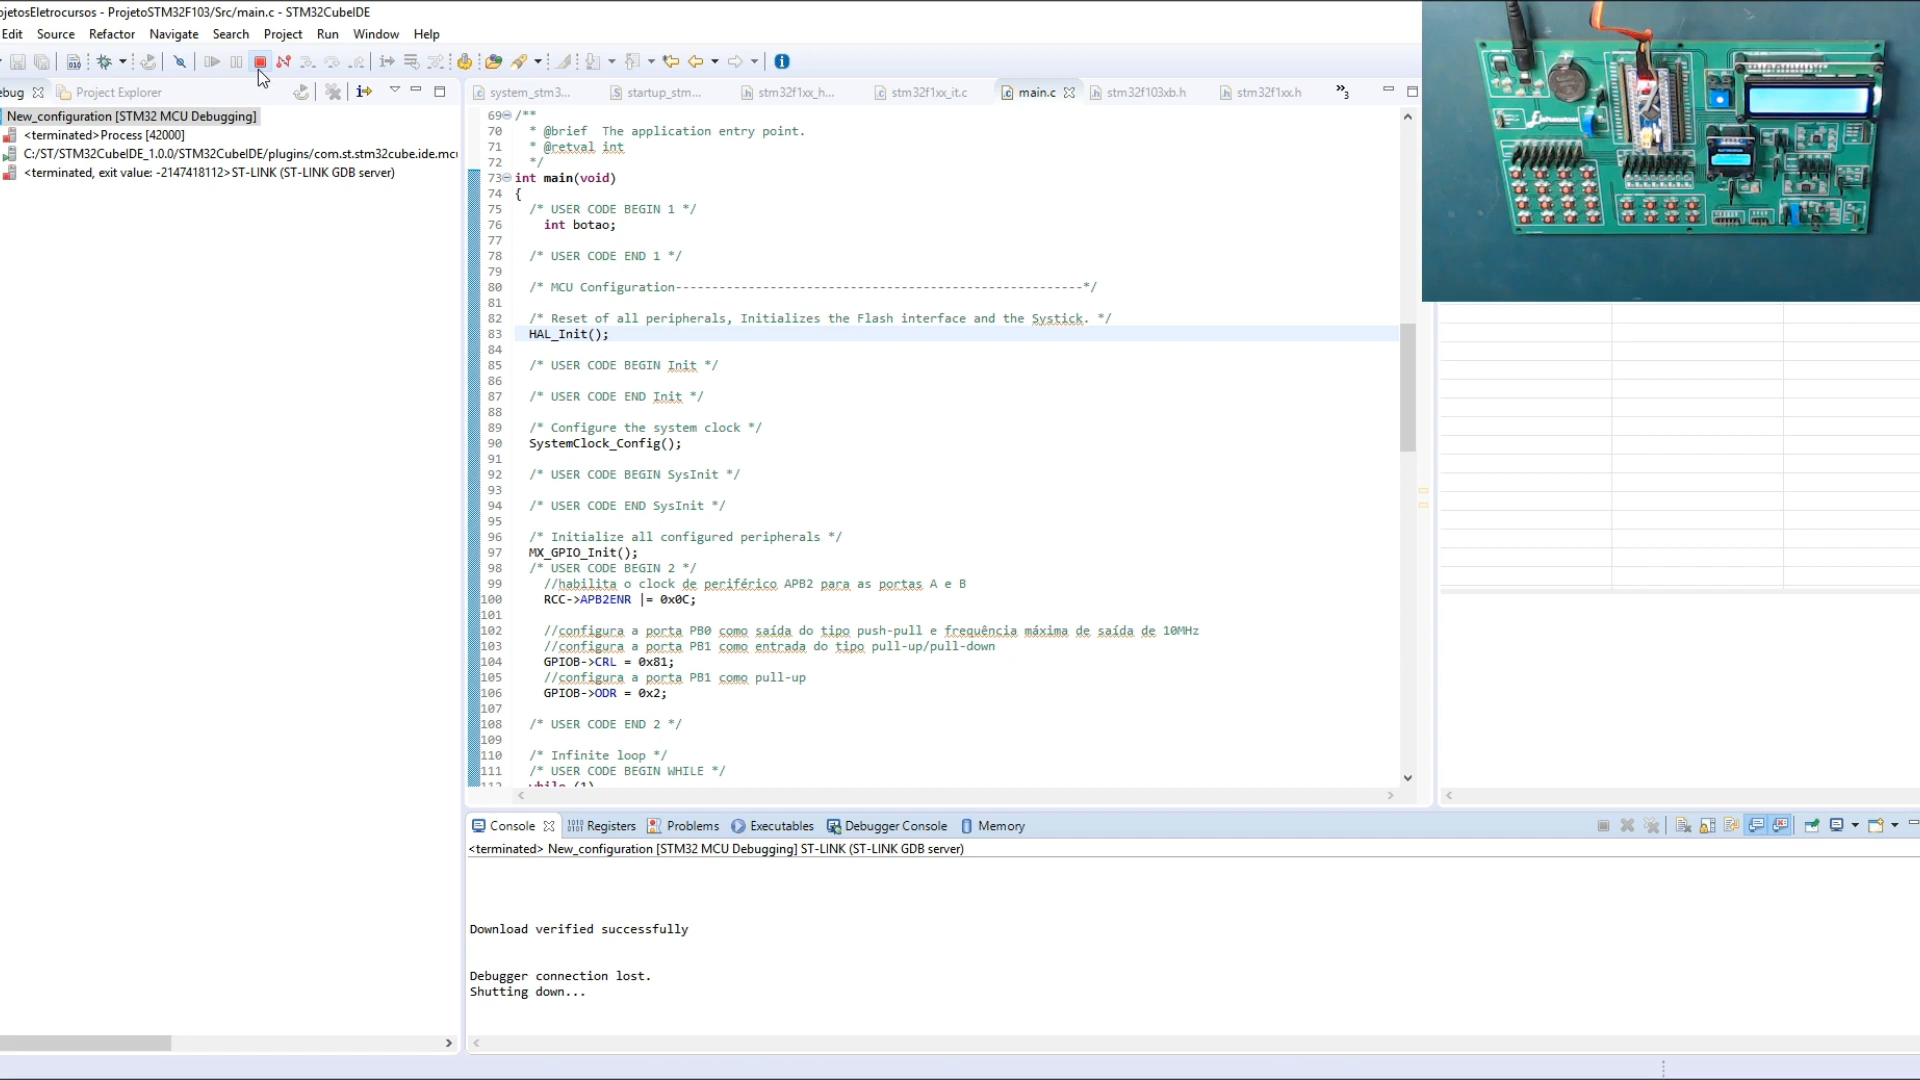 ojetosEletrocursos - ProjetoSTM32F103/Src/main.c - STM32CubeIDE
Edit Source Refactor Navigate Search Project Run Window Help
ebug Project Explorer
New_configuration [STM32 MCU Debugging]
<terminated>Process [42000]
C:/ST/STM32CubeIDE_1.0.0/STM32CubeIDE/plugins/com.st.stm32cube.ide.mcu
<terminated, exit value: -2147418112>ST-LINK (ST-LINK GDB server)
system_stm3... startup_stm... stm32f1xx_h... stm32f1xx_it.c main.c stm32f103xb.h stm32f1xx.h »3
69 /**
70 * @brief The application entry point.
71 * @retval int
72 */
73 int main(void)
74 {
75 /* USER CODE BEGIN 1 */
76 int botao;
77
78 /* USER CODE END 1 */
79
80 /* MCU Configuration--------------------------------------------------------*/
81
82 /* Reset of all peripherals, Initializes the Flash interface and the Systick. */
83 HAL_Init();
84
85 /* USER CODE BEGIN Init */
86
87 /* USER CODE END Init */
88
89 /* Configure the system clock */
90 SystemClock_Config();
91
92 /* USER CODE BEGIN SysInit */
93
94 /* USER CODE END SysInit */
95
96 /* Initialize all configured peripherals */
97 MX_GPIO_Init();
98 /* USER CODE BEGIN 2 */
99 //habilita o clock de periférico APB2 para as portas A e B
100 RCC->APB2ENR |= 0x0C;
101
102 //configura a porta PB0 como saída do tipo push-pull e frequência máxima de saída de 10MHz
103 //configura a porta PB1 como entrada do tipo pull-up/pull-down
104 GPIOB->CRL = 0x81;
105 //configura a porta PB1 como pull-up
106 GPIOB->ODR = 0x2;
107
108 /* USER CODE END 2 */
109
110 /* Infinite loop */
111 /* USER CODE BEGIN WHILE */
112 while (1)
Console Registers Problems Executables Debugger Console Memory
<terminated> New_configuration [STM32 MCU Debugging] ST-LINK (ST-LINK GDB server)
Download verified successfully
Debugger connection lost.
Shutting down...
Eletrocursos